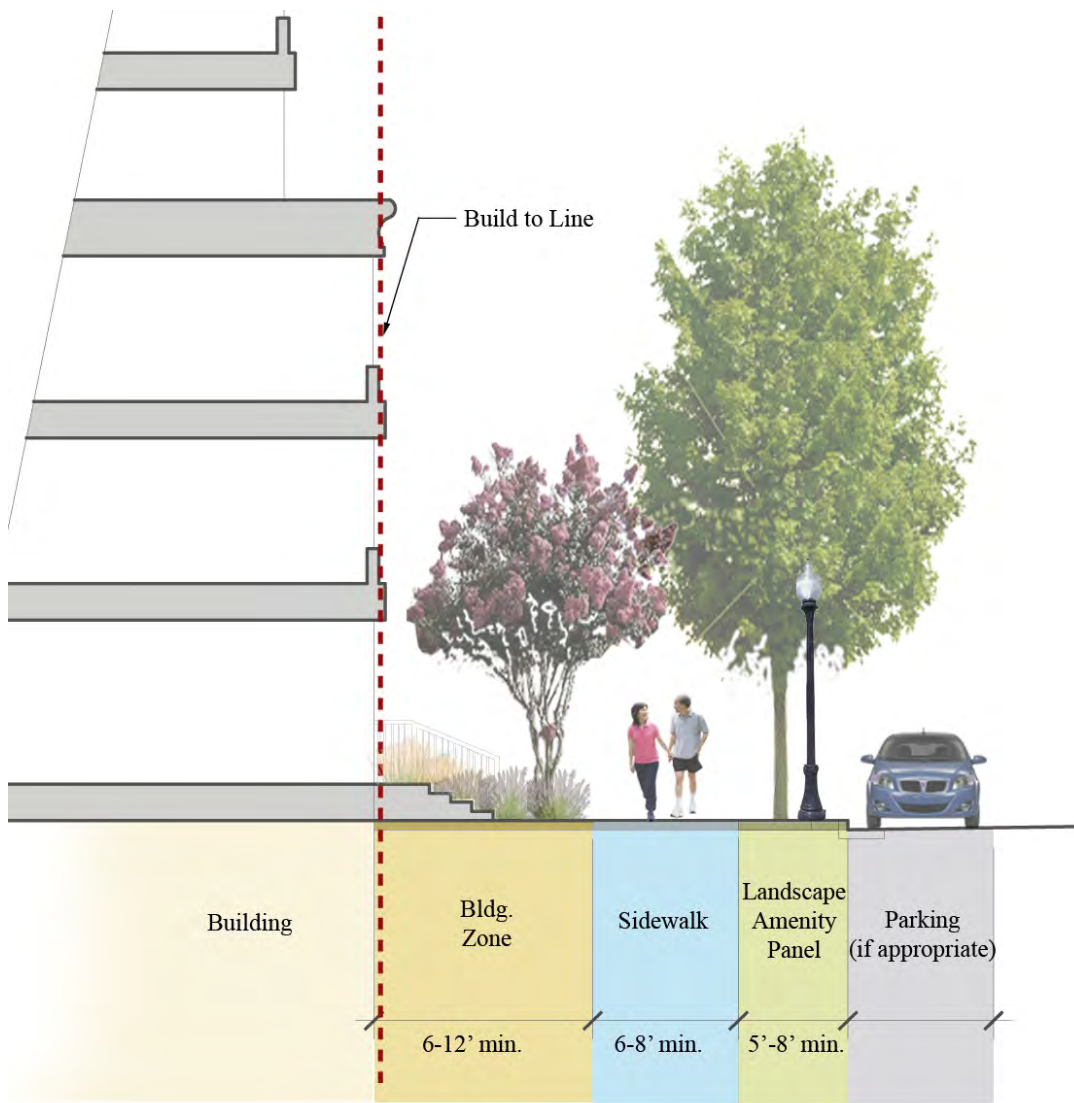 Build to Line
Building
Bldg.
Zone
Sidewalk
Landscape
Amenity
Panel
Parking
(if appropriate)
6-12’ min.
6-8’ min.
5’-8’ min.